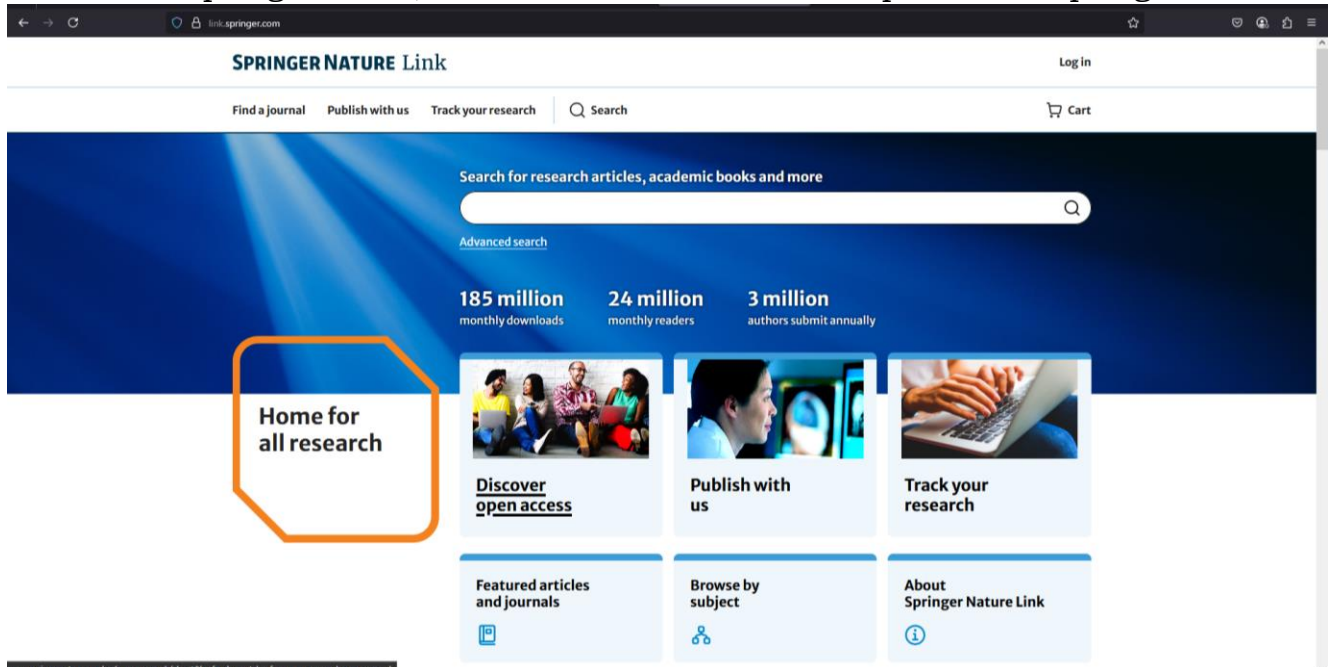 link.springer.com
SPRINGER NATURE Link
Log in
Find a journal Publish with us Track your research Search
Cart
Search for research articles, academic books and more
Advanced search
185 million 24 million 3 million
monthly downloads monthly readers authors submit annually
Home for
all research
Discover
open access
Publish with
us
Track your
research
Featured articles
and journals
Browse by
subject
About
Springer Nature Link